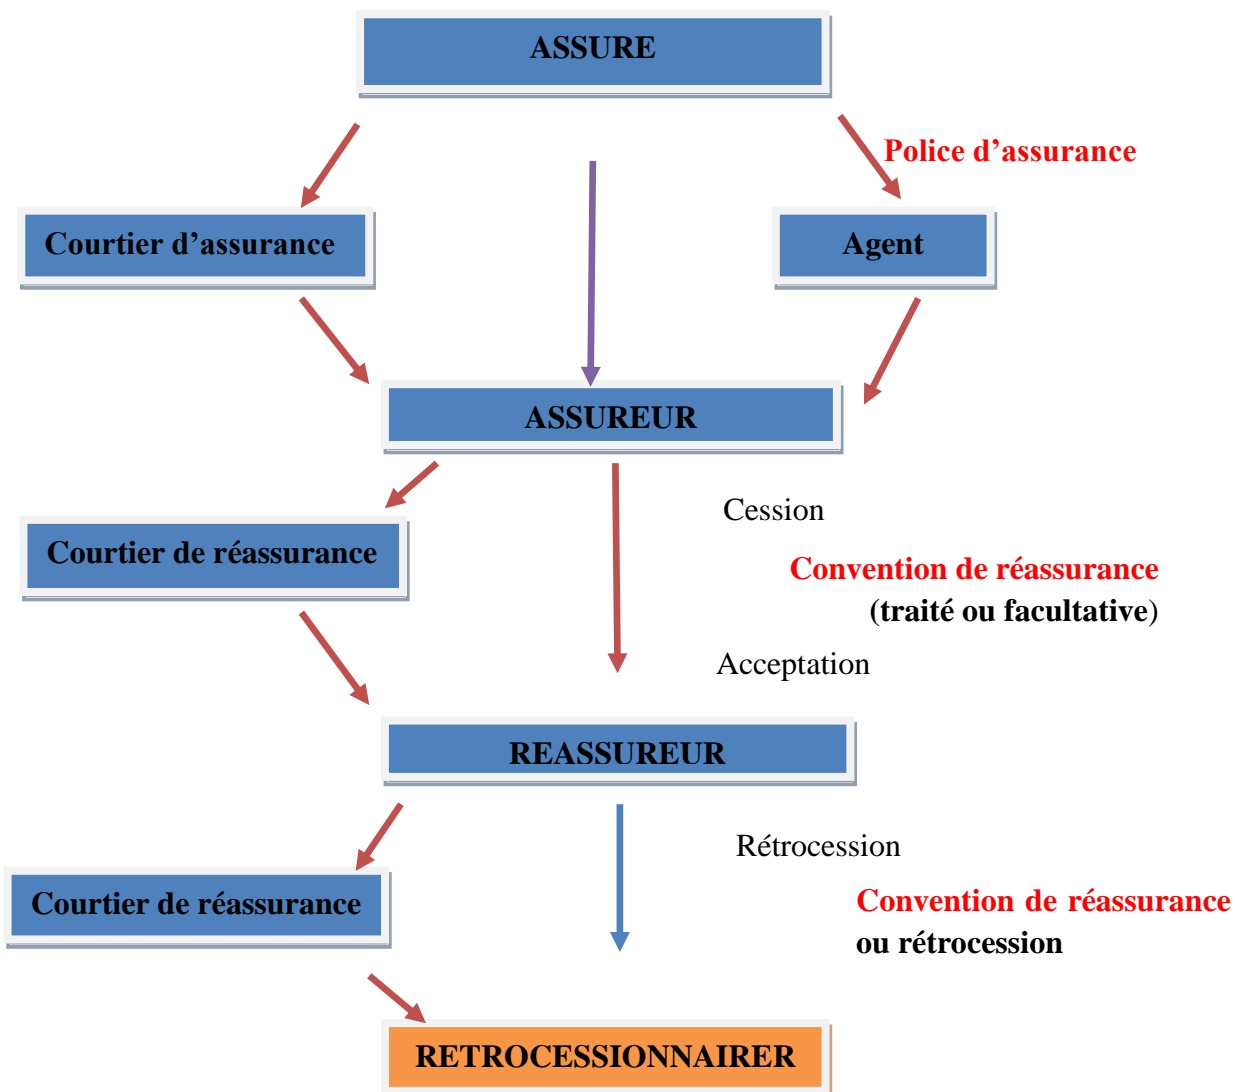 ASSURE
Police d’assurance
Courtier d’assurance
Agent
ASSUREUR
Cession
Courtier de réassurance
Convention de réassurance
(traité ou facultative)
Acceptation
REASSUREUR
Rétrocession
Courtier de réassurance
Convention de réassurance
ou rétrocession
RETROCESSIONNAIRER